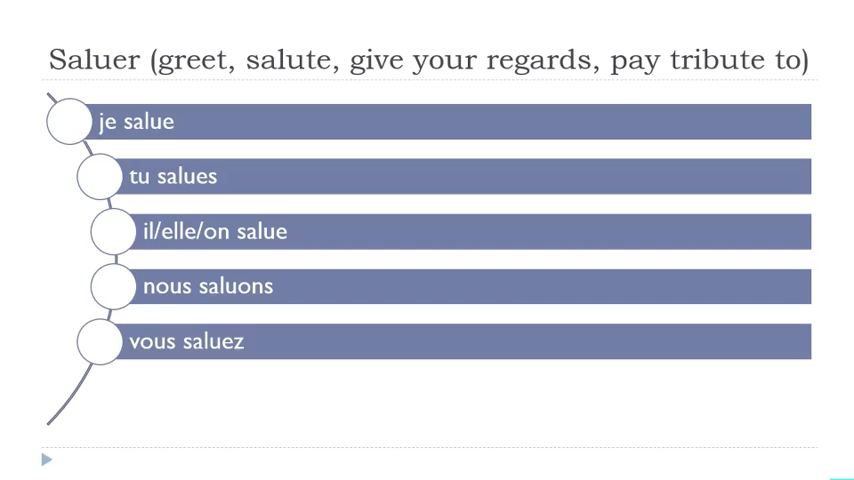 Saluer (greet, salute, give your regards, pay tribute to)
je salue
tu salues
il/elle/on salue
nous saluons
vous saluez